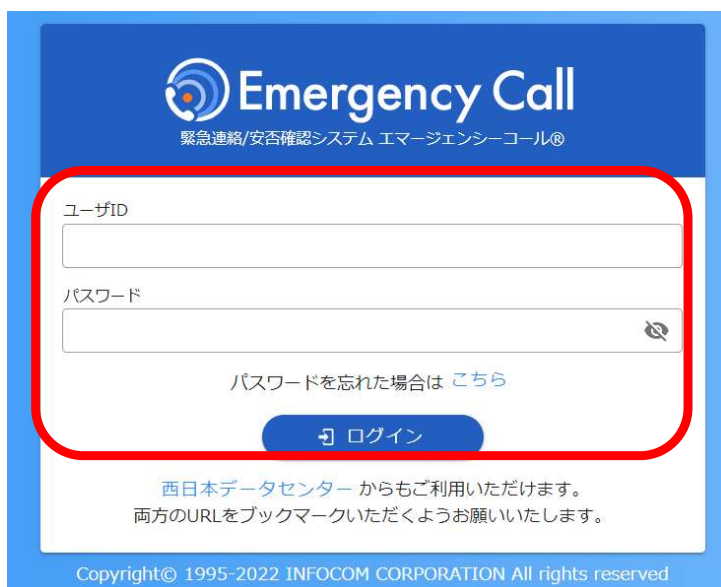 Emergency Call
緊急連絡/安否確認システム エマージェンシーコール®
ユーザID
パスワード
パスワードを忘れた場合は こちら
ログイン
西日本データセンター からもご利用いただけます。
両方のURLをブックマークいただくようお願いいたします。
Copyright© 1995-2022 INFOCOM CORPORATION All rights reserved